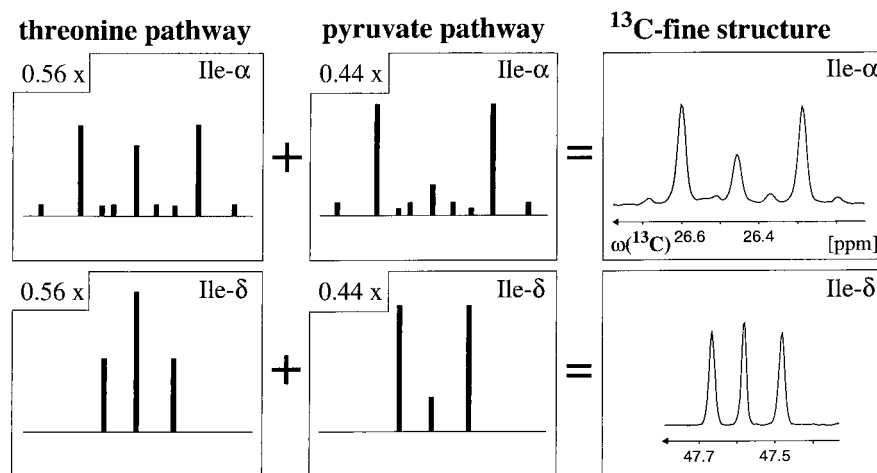 threonine pathway pyruvate pathway ¹³C-fine structure
0.56 x Ile-α 0.44 x Ile-α Ile-α
+ =
ω(¹³C) 26.6 26.4 [ppm]
0.56 x Ile-δ 0.44 x Ile-δ Ile-δ
+ =
47.7 47.5